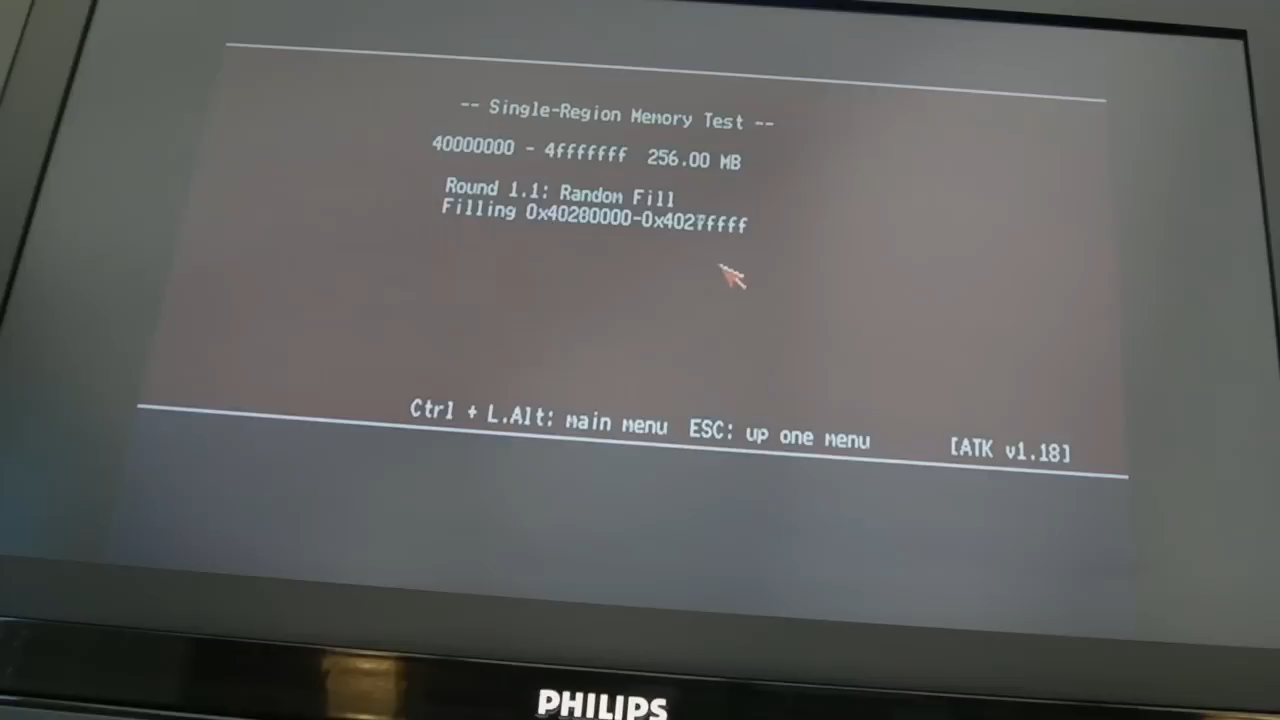 -- Single-Region Memory Test --
40000000 - 4fffffff 256.00 MB
Round 1.1: Random Fill
Filling 0x40280000-0x402fffff
Ctrl + L.Alt: main menu ESC: up one menu [ATK v1.18]
PHILIPS